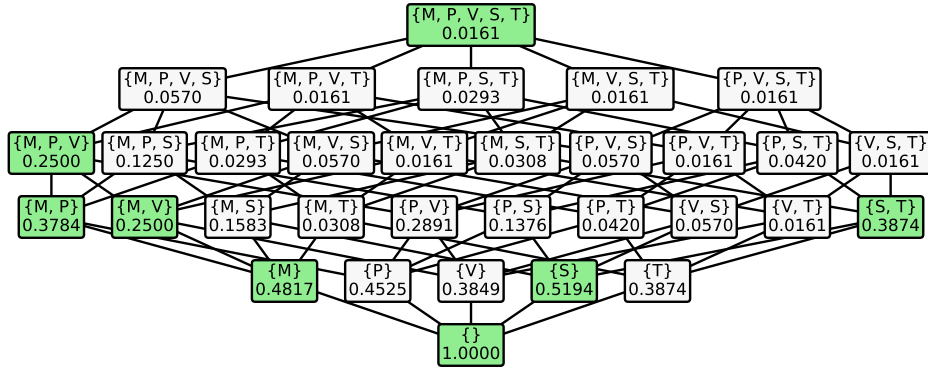 {M, P, V, S, T}
0.0161
{M, P, V, S}
0.0570
{M, P, V, T}
0.0161
{M, P, S, T}
0.0293
{M, V, S, T}
0.0161
{P, V, S, T}
0.0161
{M, P, V}
0.2500
{M, P, S}
0.1250
{M, P, T}
0.0293
{M, V, S}
0.0570
{M, V, T}
0.0161
{M, S, T}
0.0308
{P, V, S}
0.0570
{P, V, T}
0.0161
{P, S, T}
0.0420
{V, S, T}
0.0161
{M, P}
0.3784
{M, V}
0.2500
{M, S}
0.1583
{M, T}
0.0308
{P, V}
0.2891
{P, S}
0.1376
{P, T}
0.0420
{V, S}
0.0570
{V, T}
0.0161
{S, T}
0.3874
{M}
0.4817
{P}
0.4525
{V}
0.3849
{S}
0.5194
{T}
0.3874
{}
1.0000